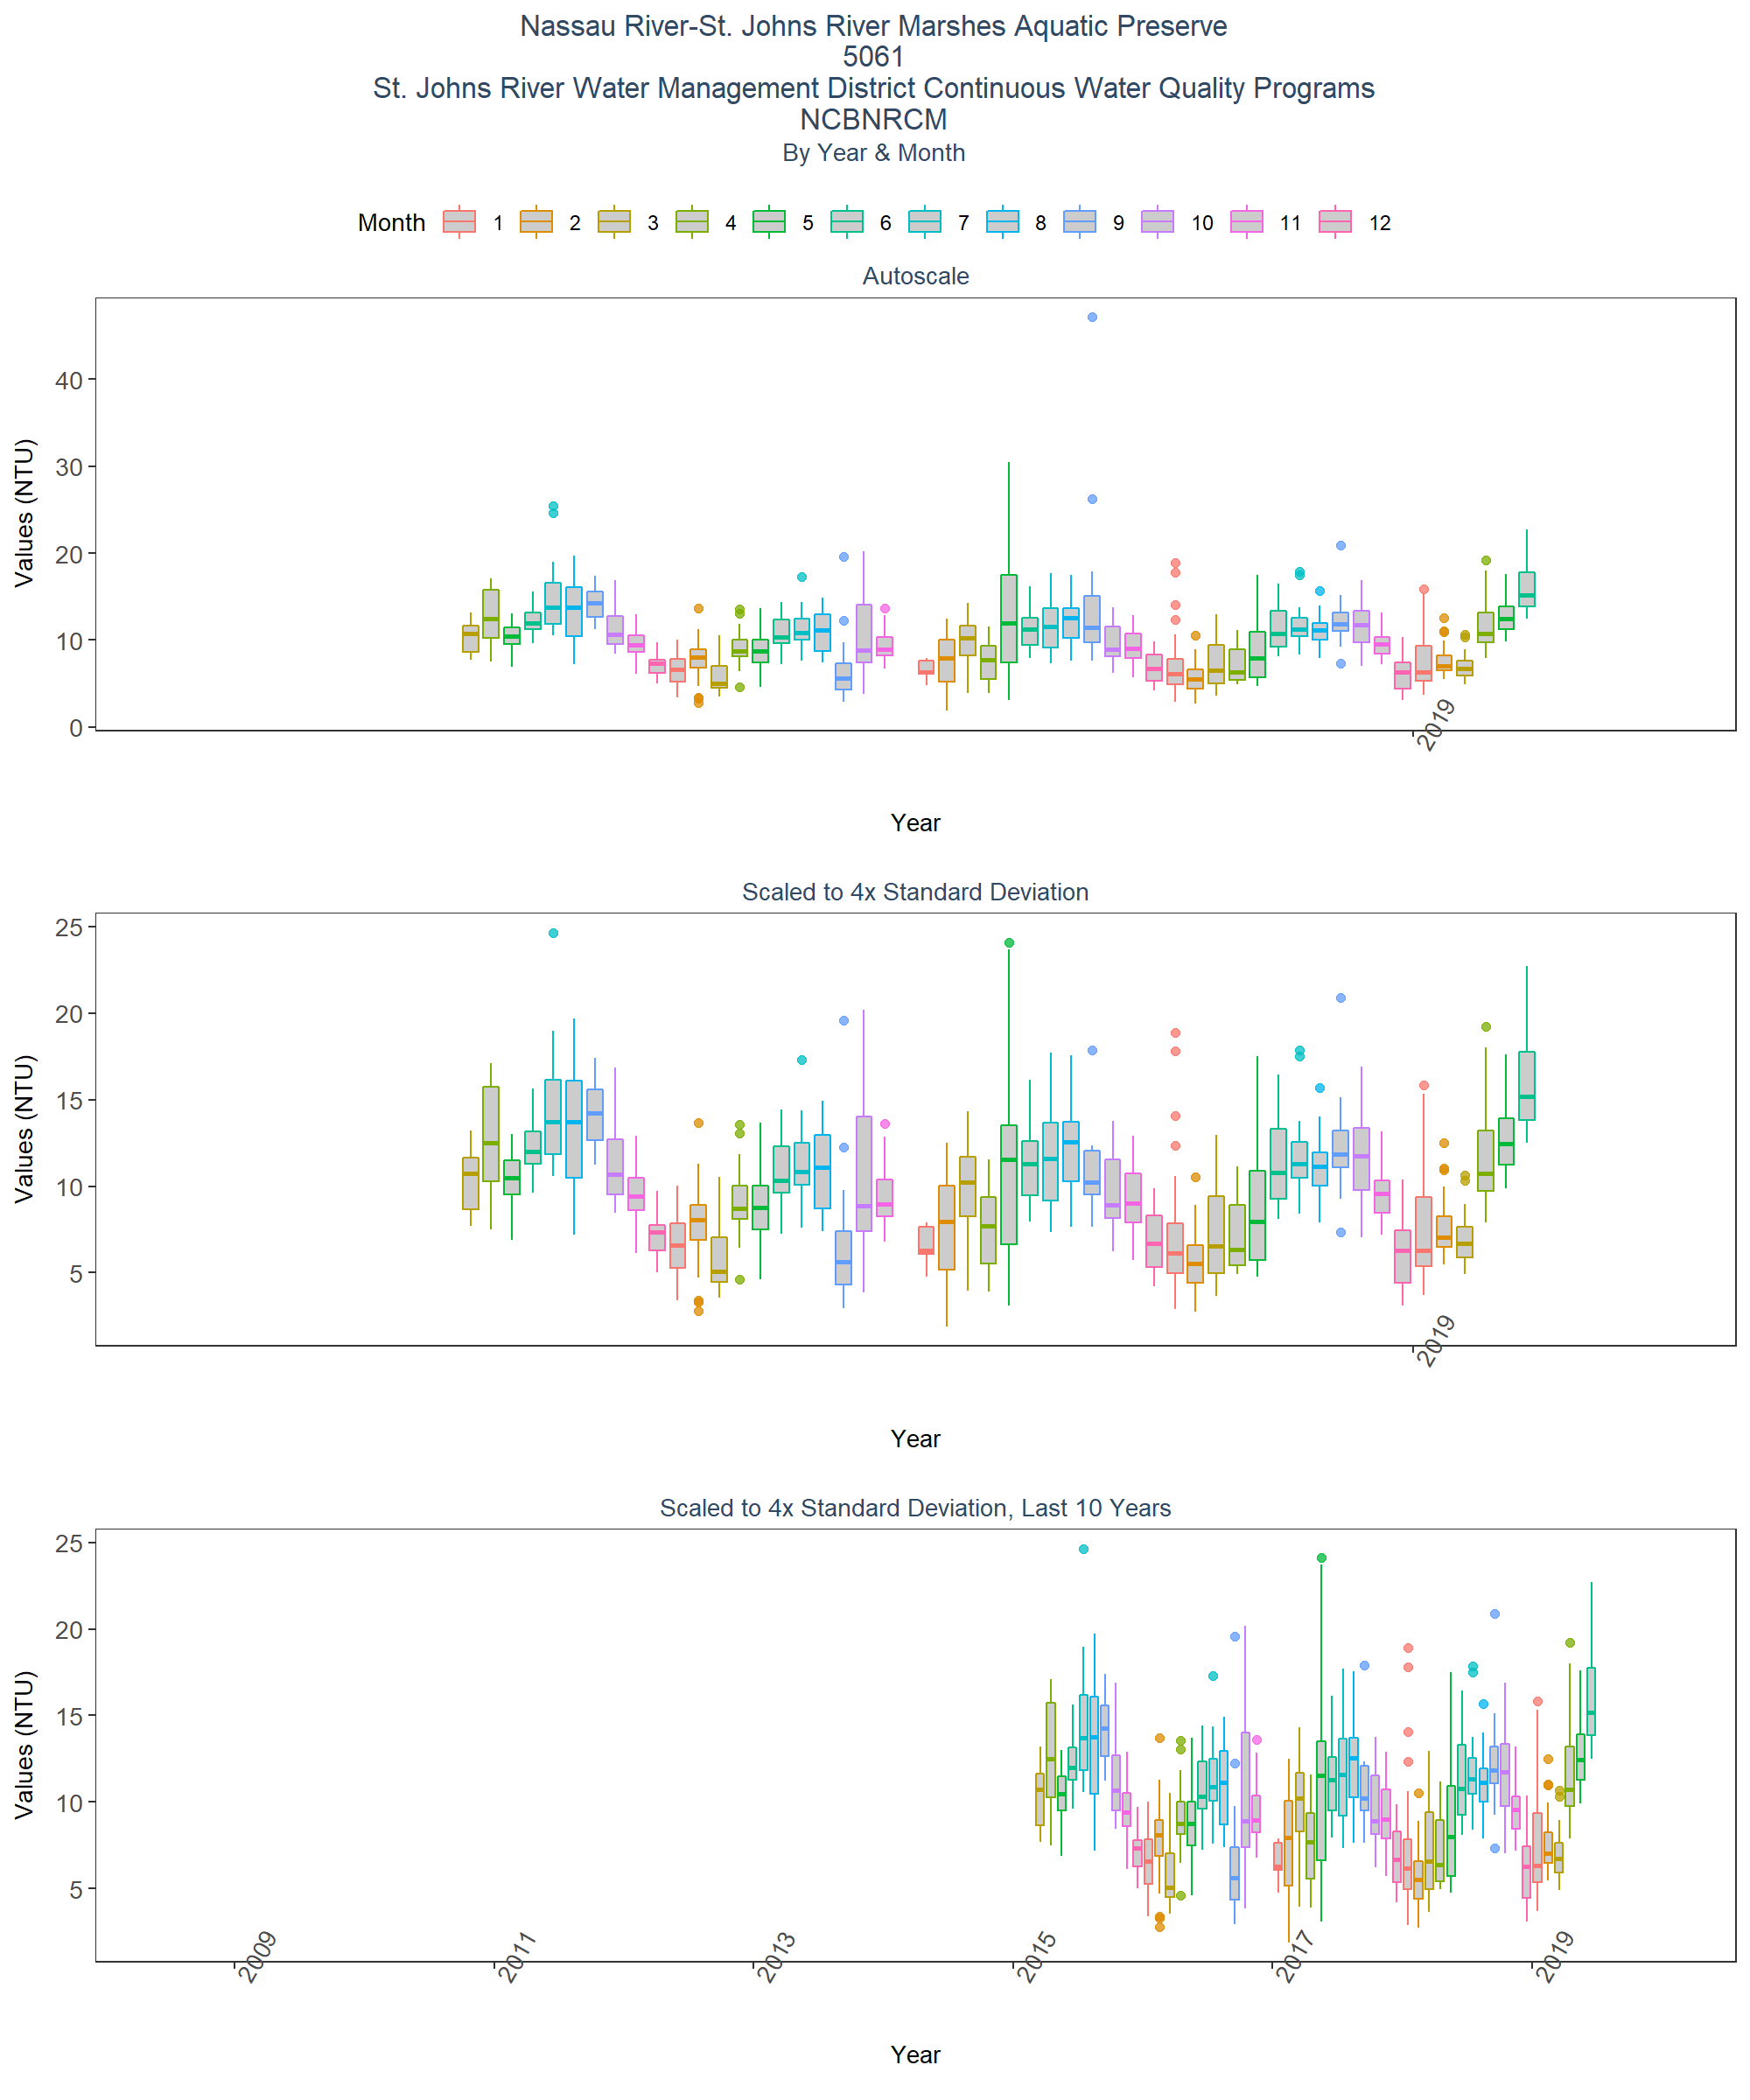 Nassau River-St. Johns River Marshes Aquatic Preserve
5061
St. Johns River Water Management District Continuous Water Quality Programs
NCBNRCM
By Year & Month
Month 1 2 3 4 5 6 7 8 9 10 11 12
Autoscale
Values (NTU)
40
30
20
10
0
2019
Year
Scaled to 4x Standard Deviation
Values (NTU)
25
20
15
10
5
2019
Year
Scaled to 4x Standard Deviation, Last 10 Years
Values (NTU)
25
20
15
10
5
2009 2011 2013 2015 2017 2019
Year